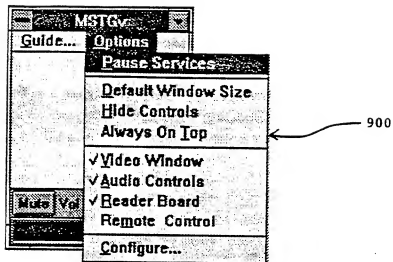 MSTGv
Guide... Options
Pause Services
Default Window Size
Hide Controls
Always On Top
900
✓ Video Window
✓ Audio Controls
✓ Reader Board
Remote Control
Mute Vol
Configure...